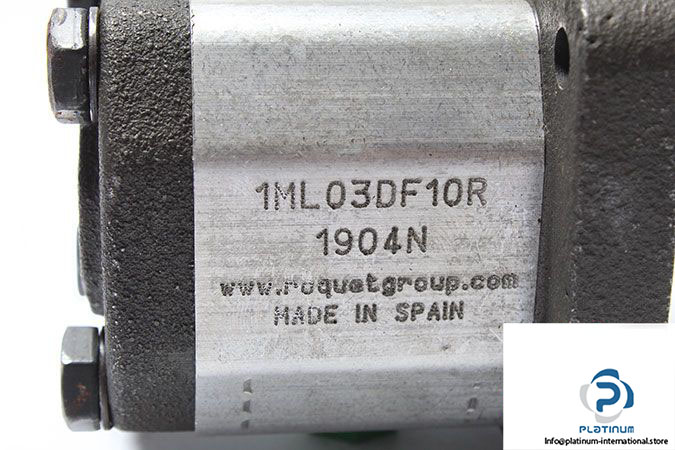 1ML03DF10R
1904N
www.roquetgroup.com
MADE IN SPAIN
PLATINUM
Info@platinum-international.store